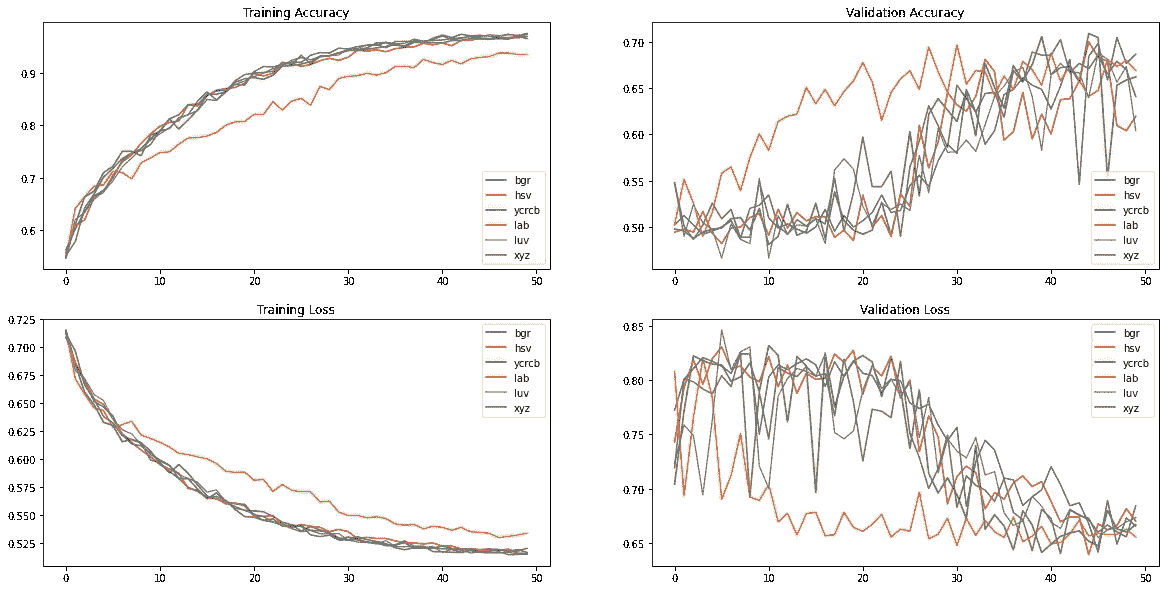 Training Accuracy
0.9
0.8
0.7
0.6
0 10 20 30 40 50
bgr
hsv
ycrcb
lab
luv
xyz
Validation Accuracy
0.70
0.65
0.60
0.55
0.50
0 10 20 30 40 50
bgr
hsv
ycrcb
lab
luv
xyz
Training Loss
0.725
0.700
0.675
0.650
0.625
0.600
0.575
0.550
0.525
0 10 20 30 40 50
bgr
hsv
ycrcb
lab
luv
xyz
Validation Loss
0.85
0.80
0.75
0.70
0.65
0 10 20 30 40 50
bgr
hsv
ycrcb
lab
luv
xyz